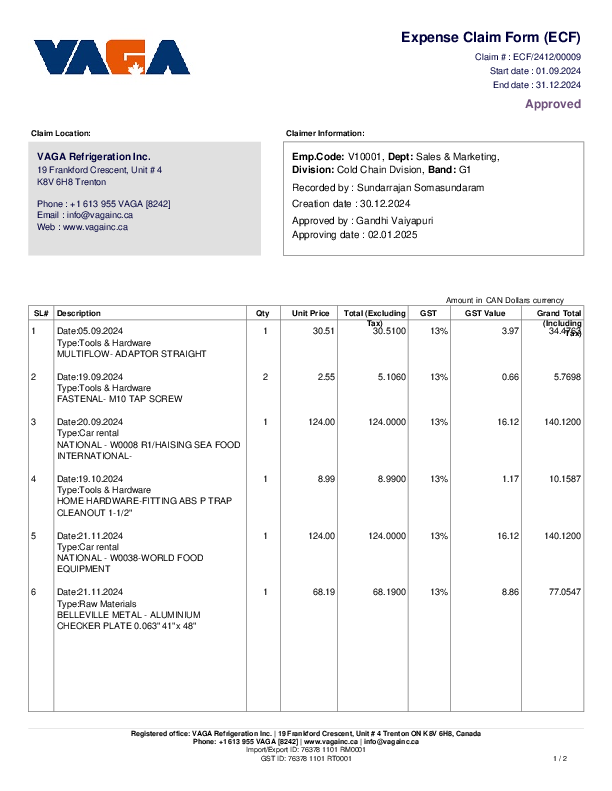 VAGA
Expense Claim Form (ECF)
Claim # : ECF/2412/00009
Start date : 01.09.2024
End date : 31.12.2024
Approved
Claim Location:
Claimer Information:
VAGA Refrigeration Inc.
19 Frankford Crescent, Unit # 4
K8V 6H8 Trenton
Phone : +1 613 955 VAGA [8242]
Email : info@vagainc.ca
Web : www.vagainc.ca
Emp.Code: V10001, Dept: Sales & Marketing,
Division: Cold Chain Dvision, Band: G1
Recorded by : Sundarrajan Somasundaram
Creation date : 30.12.2024
Approved by : Gandhi Vaiyapuri
Approving date : 02.01.2025
Amount in CAN Dollars currency
SL# Description Qty Unit Price Total (Excluding Tax) GST GST Value Grand Total (Including Tax)
1 Date:05.09.2024 1 30.51 30.5100 13% 3.97 34.4763
Type:Tools & Hardware
MULTIFLOW- ADAPTOR STRAIGHT
2 Date:19.09.2024 2 2.55 5.1060 13% 0.66 5.7698
Type:Tools & Hardware
FASTENAL- M10 TAP SCREW
3 Date:20.09.2024 1 124.00 124.0000 13% 16.12 140.1200
Type:Car rental
NATIONAL - W0008 R1/HAISING SEA FOOD
INTERNATIONAL-
4 Date:19.10.2024 1 8.99 8.9900 13% 1.17 10.1587
Type:Tools & Hardware
HOME HARDWARE-FITTING ABS P TRAP
CLEANOUT 1-1/2"
5 Date:21.11.2024 1 124.00 124.0000 13% 16.12 140.1200
Type:Car rental
NATIONAL - W0038-WORLD FOOD
EQUIPMENT
6 Date:21.11.2024 1 68.19 68.1900 13% 8.86 77.0547
Type:Raw Materials
BELLEVILLE METAL - ALUMINIUM
CHECKER PLATE 0.063" 41"x 48"
Registered office: VAGA Refrigeration Inc. | 19 Frankford Crescent, Unit # 4 Trenton ON K8V 6H8, Canada
Phone: +1 613 955 VAGA [8242] | www.vagainc.ca | info@vagainc.ca
Import/Export ID: 76378 1101 RM0001
GST ID: 76378 1101 RT0001
1 / 2